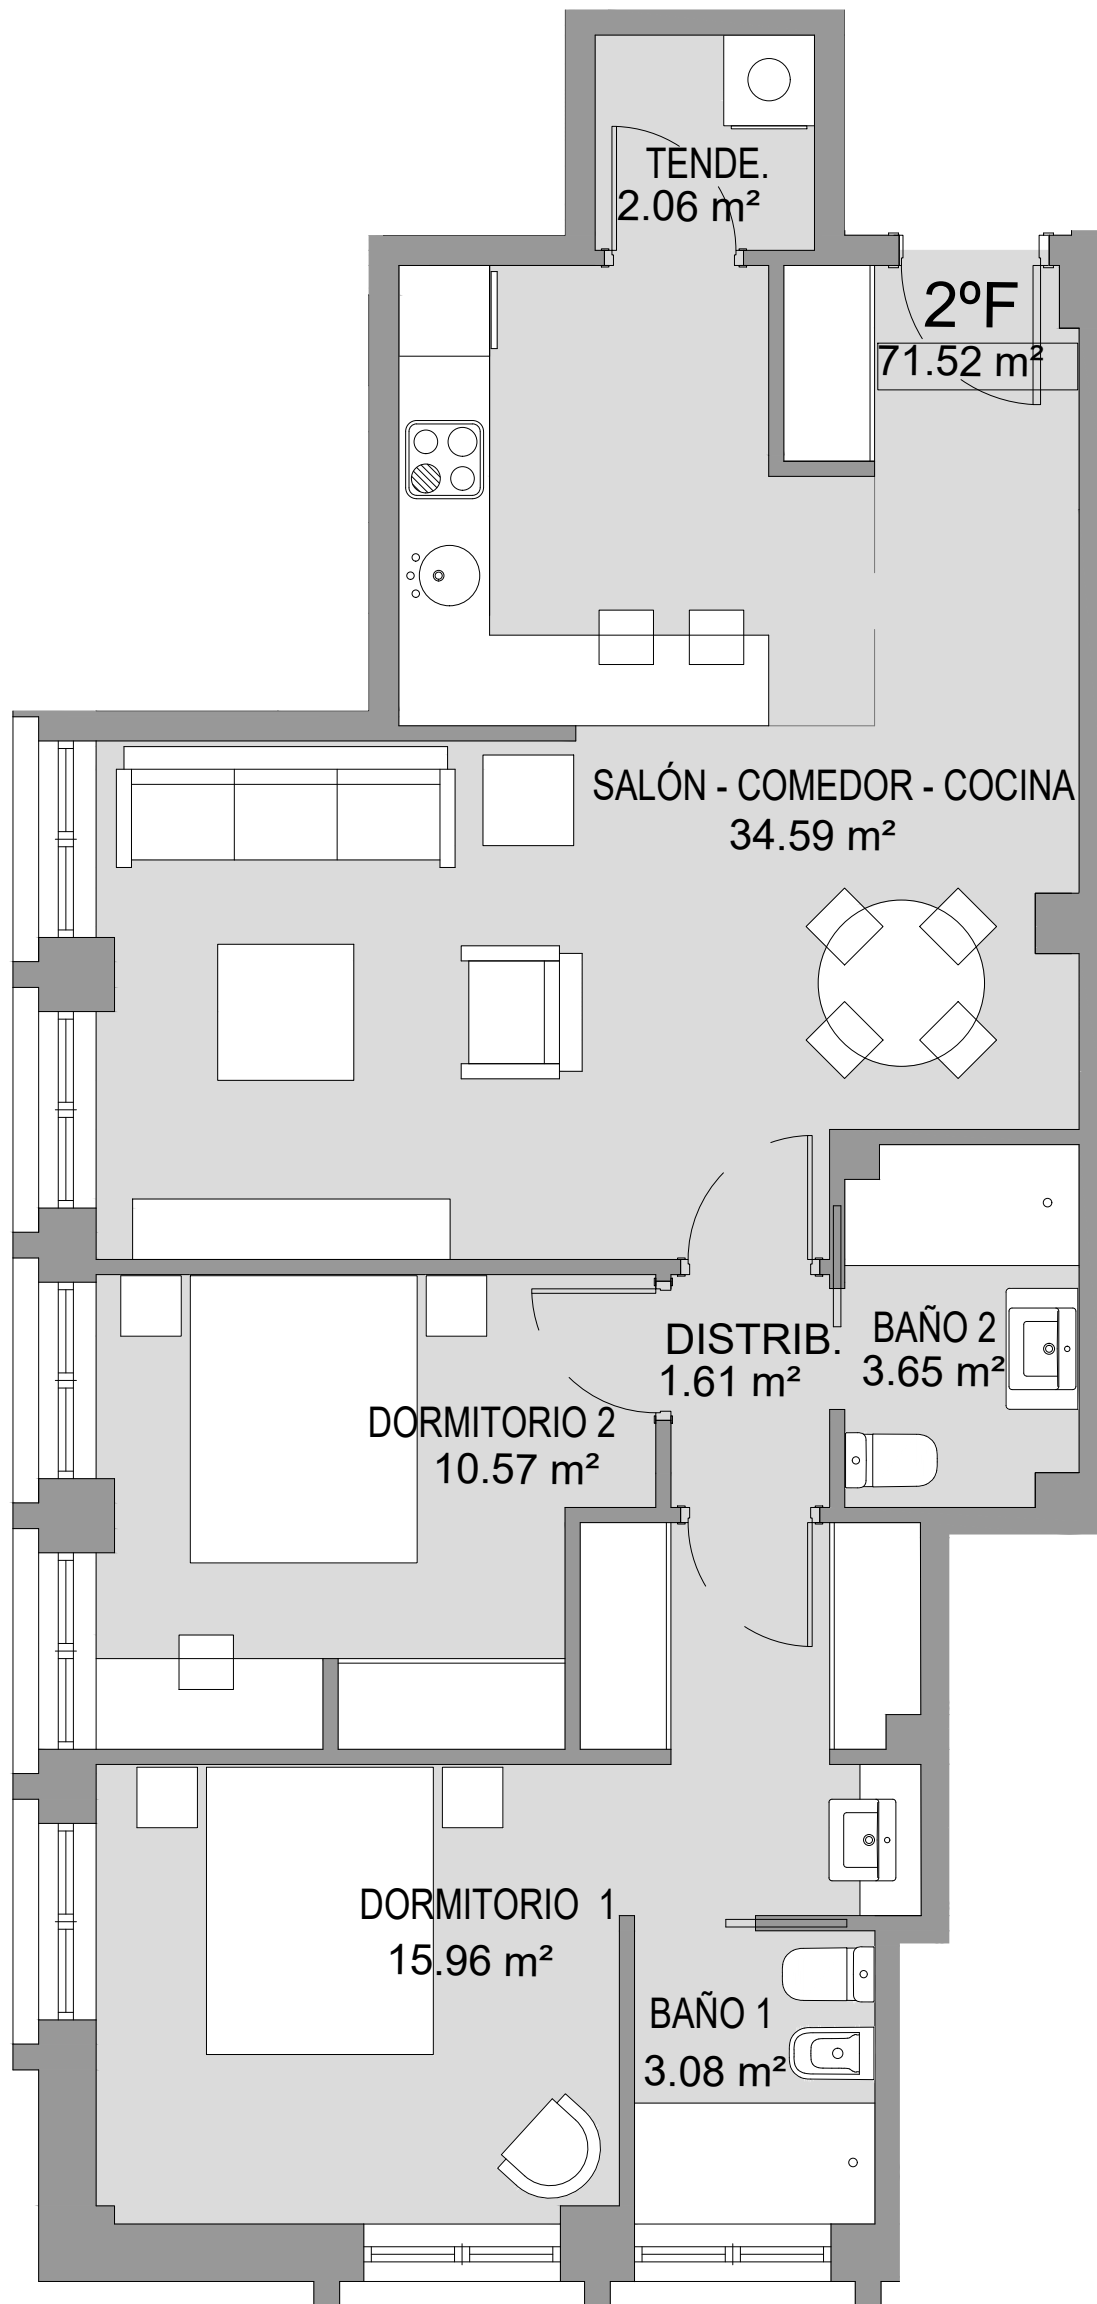 TENDE.
2.06 m²
2ºF
71.52 m²
SALÓN - COMEDOR - COCINA
34.59 m²
DISTRIB.
1.61 m²
BAÑO 2
3.65 m²
DORMITORIO 2
10.57 m²
DORMITORIO 1
15.96 m²
BAÑO 1
3.08 m²